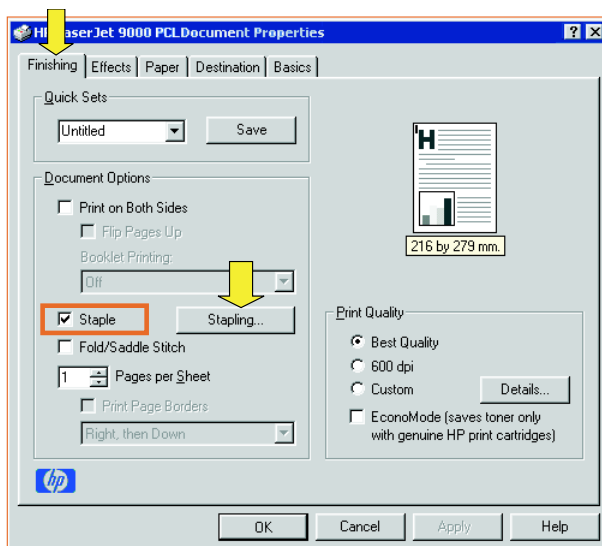 HP LaserJet 9000 PCLDocument Properties
Finishing
Effects
Paper
Destination
Basics
Quick Sets
Untitled
Save
Document Options
Print on Both Sides
Flip Pages Up
Booklet Printing:
Off
Staple
Stapling...
Fold/Saddle Stitch
1 Pages per Sheet
Print Page Borders
Right, then Down
H
216 by 279 mm.
Print Quality
Best Quality
600 dpi
Custom
Details...
EconoMode (saves toner only
with genuine HP print cartridges)
hp
OK
Cancel
Apply
Help